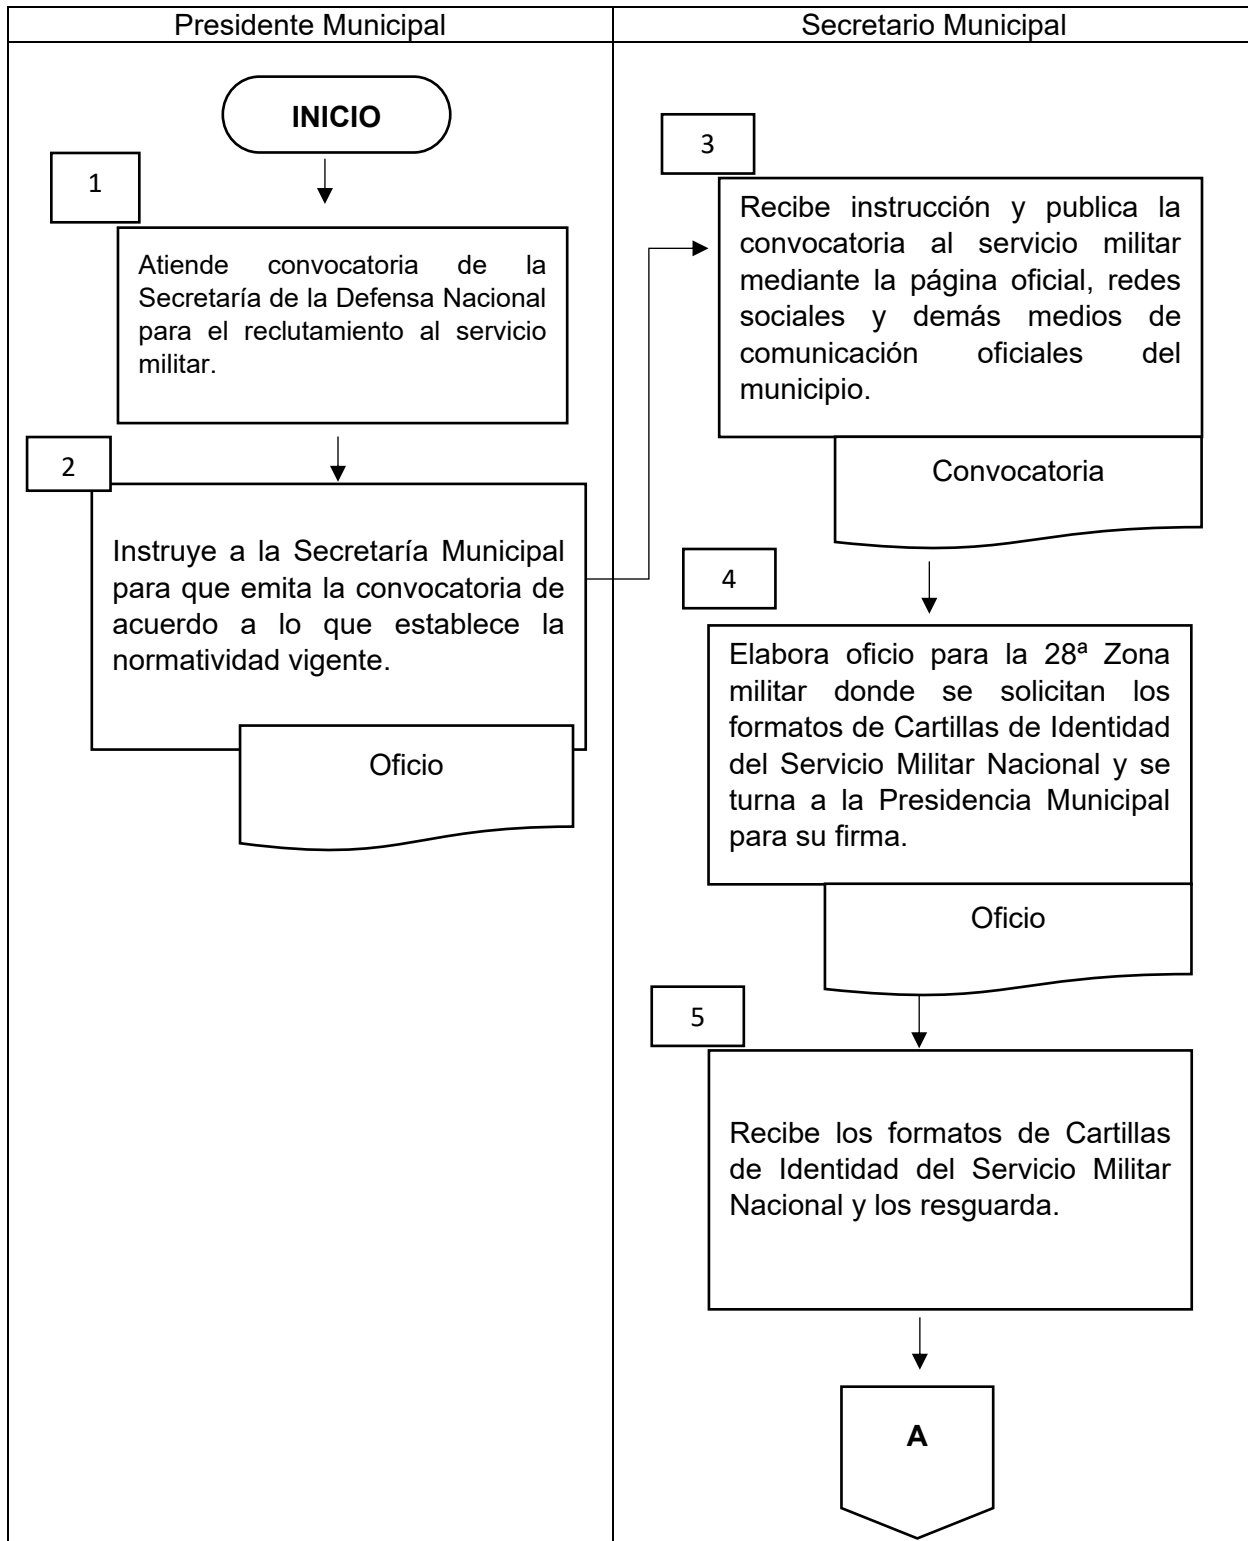 Presidente Municipal
Secretario Municipal
INICIO
1
Atiende convocatoria de la
Secretaría de la Defensa Nacional
para el reclutamiento al servicio
militar.
2
Instruye a la Secretaría Municipal
para que emita la convocatoria de
acuerdo a lo que establece la
normatividad vigente.
Oficio
3
Recibe instrucción y publica la
convocatoria al servicio militar
mediante la página oficial, redes
sociales y demás medios de
comunicación oficiales del
municipio.
Convocatoria
4
Elabora oficio para la 28ª Zona
militar donde se solicitan los
formatos de Cartillas de Identidad
del Servicio Militar Nacional y se
turna a la Presidencia Municipal
para su firma.
Oficio
5
Recibe los formatos de Cartillas
de Identidad del Servicio Militar
Nacional y los resguarda.
A